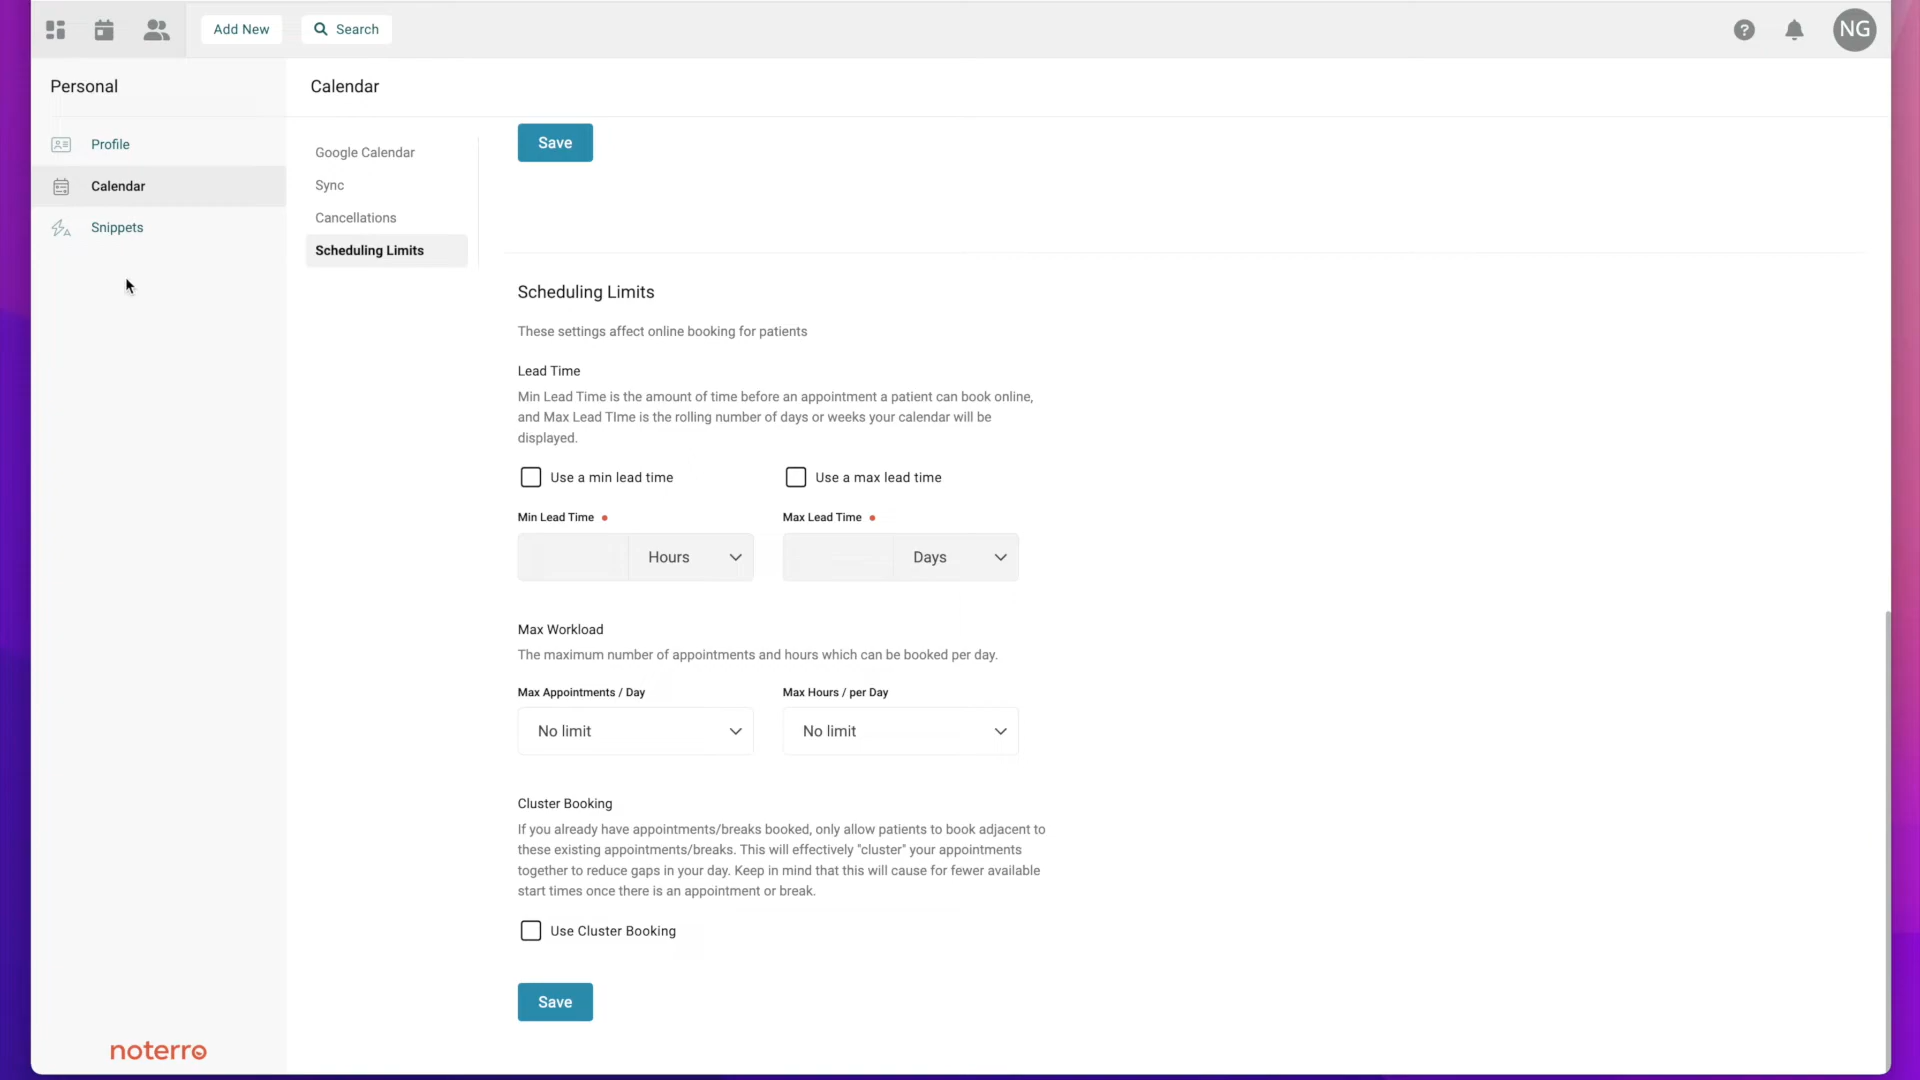 Add New
Search
NG
Personal
Calendar
Profile
Calendar
Snippets
Google Calendar
Sync
Cancellations
Scheduling Limits
Save
Scheduling Limits
These settings affect online booking for patients
Lead Time
Min Lead Time is the amount of time before an appointment a patient can book online,
and Max Lead TIme is the rolling number of days or weeks your calendar will be
displayed.
Use a min lead time
Use a max lead time
Min Lead Time
Max Lead Time
Hours
Days
Max Workload
The maximum number of appointments and hours which can be booked per day.
Max Appointments / Day
Max Hours / per Day
No limit
No limit
Cluster Booking
If you already have appointments/breaks booked, only allow patients to book adjacent to
these existing appointments/breaks. This will effectively "cluster" your appointments
together to reduce gaps in your day. Keep in mind that this will cause for fewer available
start times once there is an appointment or break.
Use Cluster Booking
Save
noterro